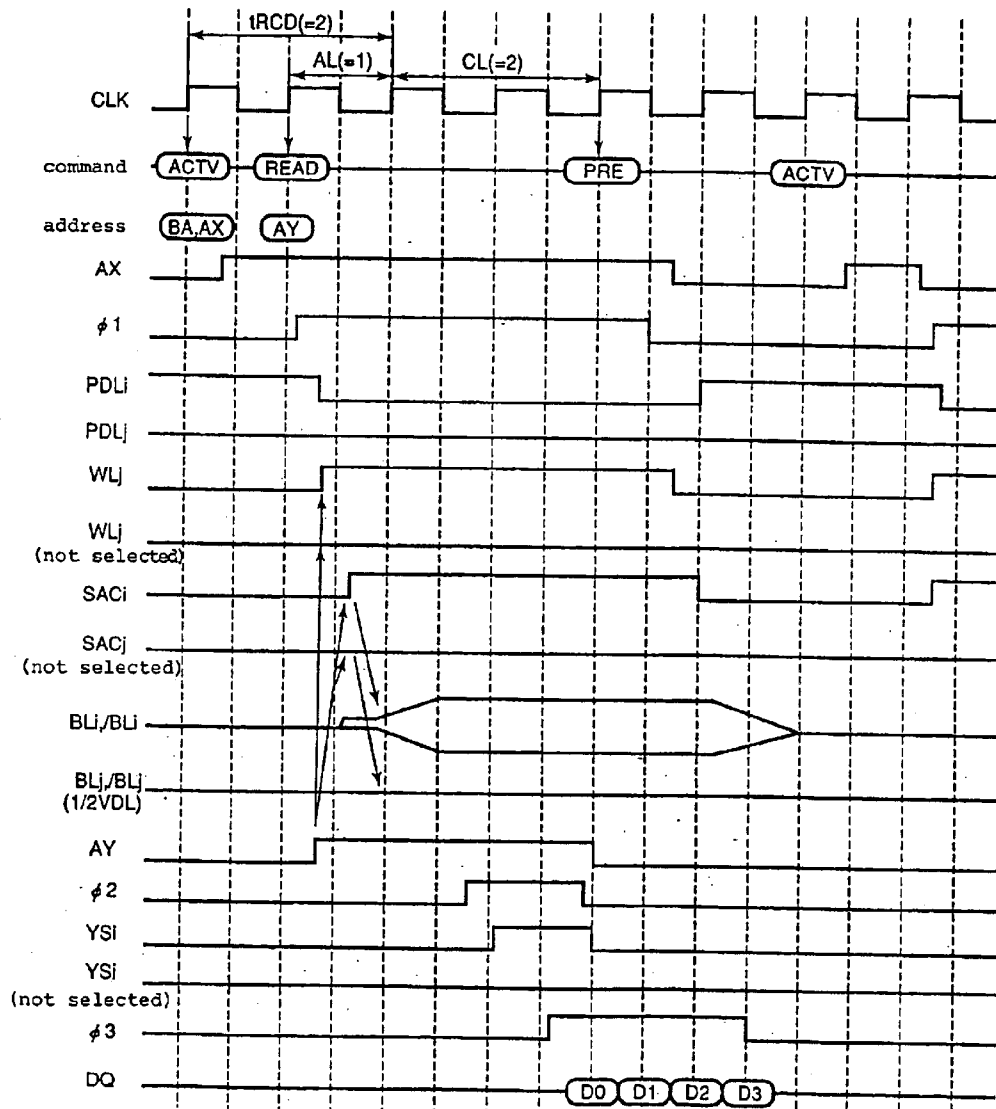 tRCD(=2)
AL(=1) CL(=2)
CLK
command ACTV READ PRE ACTV
address BA,AX AY
AX
φ1
PDLi
PDLj
WLj
WLj
(not selected)
SACi
SACj
(not selected)
BLi,/BLi
BLj,/BLj
(1/2VDL)
AY
φ2
YSi
YSj
(not selected)
φ3
DQ D0 D1 D2 D3